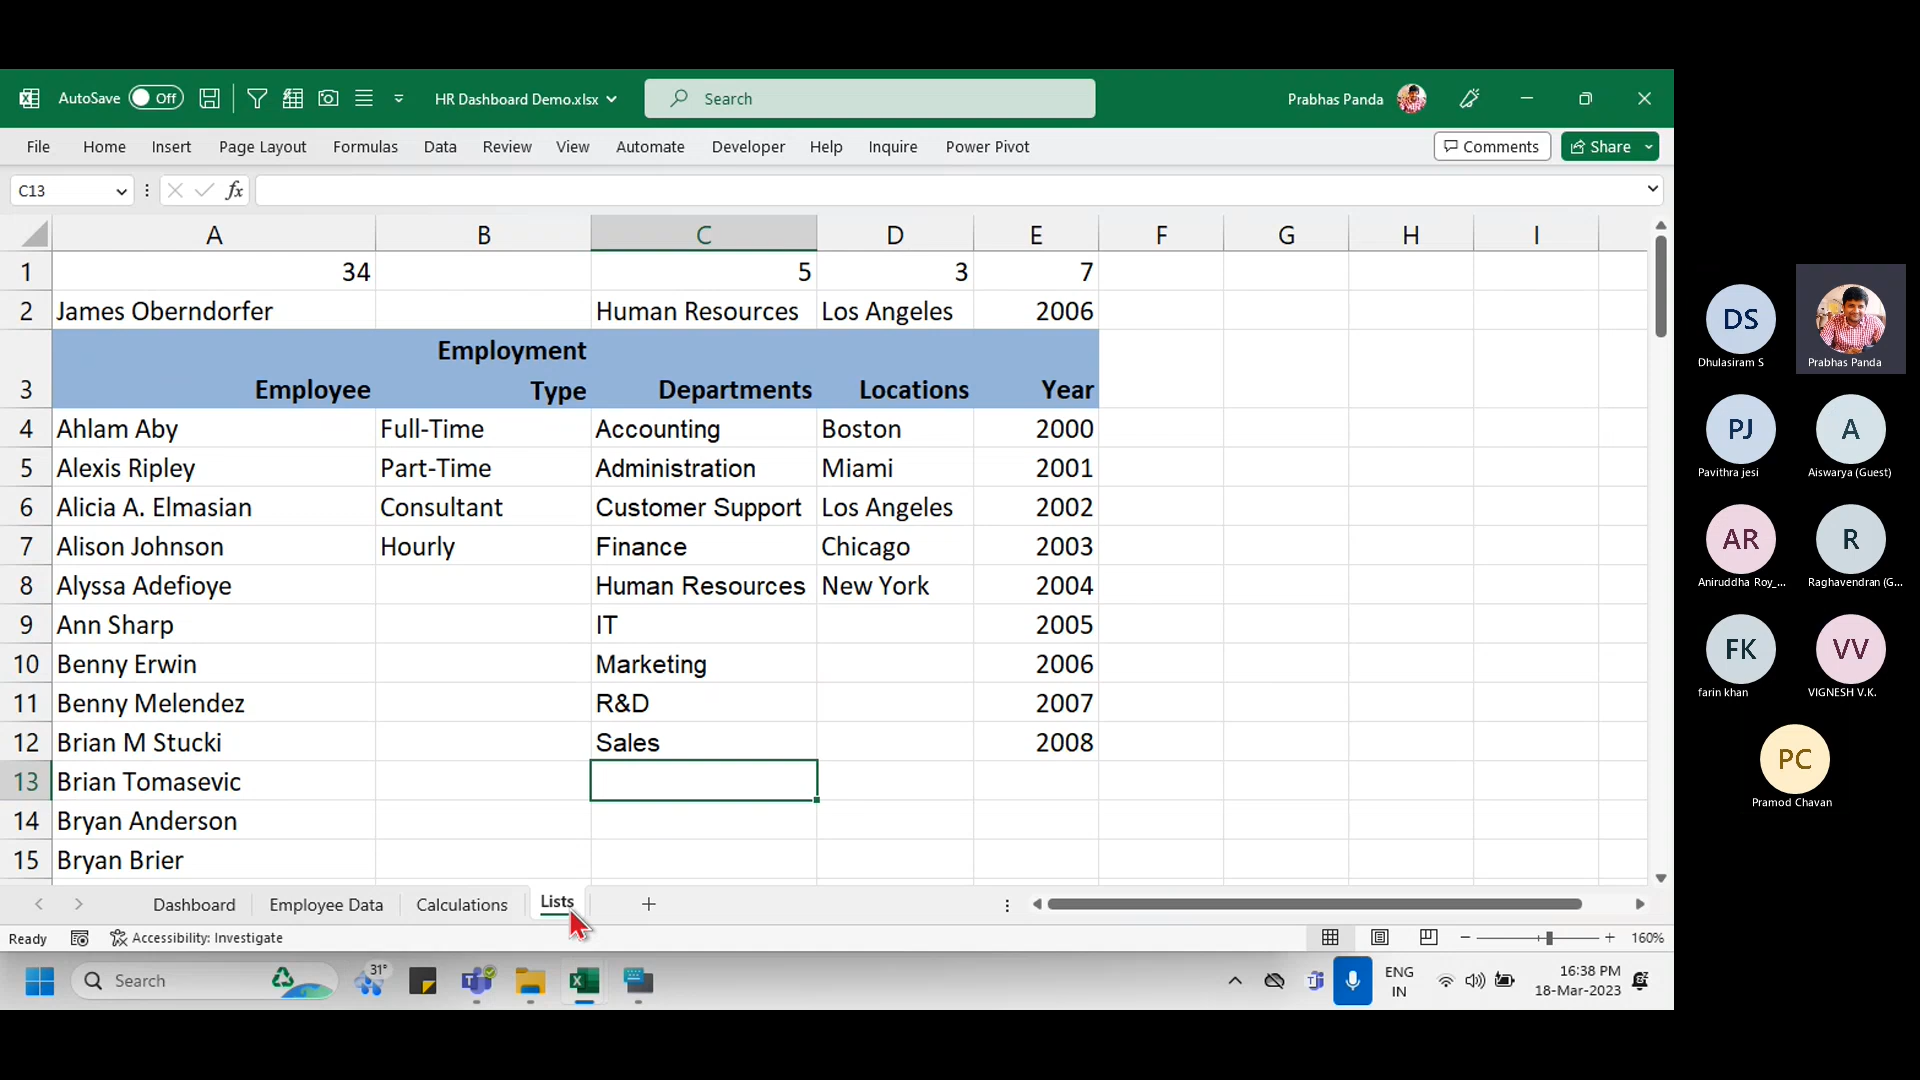 AutoSave Off HR Dashboard Demo.xlsx Search Prabhas Panda
File Home Insert Page Layout Formulas Data Review View Automate Developer Help Inquire Power Pivot Comments Share
C13 fx
A B C D E F G H I
1 34 5 3 7
2 James Oberndorfer Human Resources Los Angeles 2006
Employment
3 Employee Type Departments Locations Year
4 Ahlam Aby Full-Time Accounting Boston 2000
5 Alexis Ripley Part-Time Administration Miami 2001
6 Alicia A. Elmasian Consultant Customer Support Los Angeles 2002
7 Alison Johnson Hourly Finance Chicago 2003
8 Alyssa Adefioye Human Resources New York 2004
9 Ann Sharp IT 2005
10 Benny Erwin Marketing 2006
11 Benny Melendez R&D 2007
12 Brian M Stucki Sales 2008
13 Brian Tomasevic
14 Bryan Anderson
15 Bryan Brier
Dashboard Employee Data Calculations Lists
Ready Accessibility: Investigate 160%
Search 31° ENG IN 16:38 PM
18-Mar-2023
DS
Dhulasiram S Prabhas Panda
PJ A
Pavithra jesi Aiswarya (Guest)
AR R
Aniruddha Roy_... Raghavendran (G...
FK VV
farin khan VIGNESH V.K.
PC
Pramod Chavan